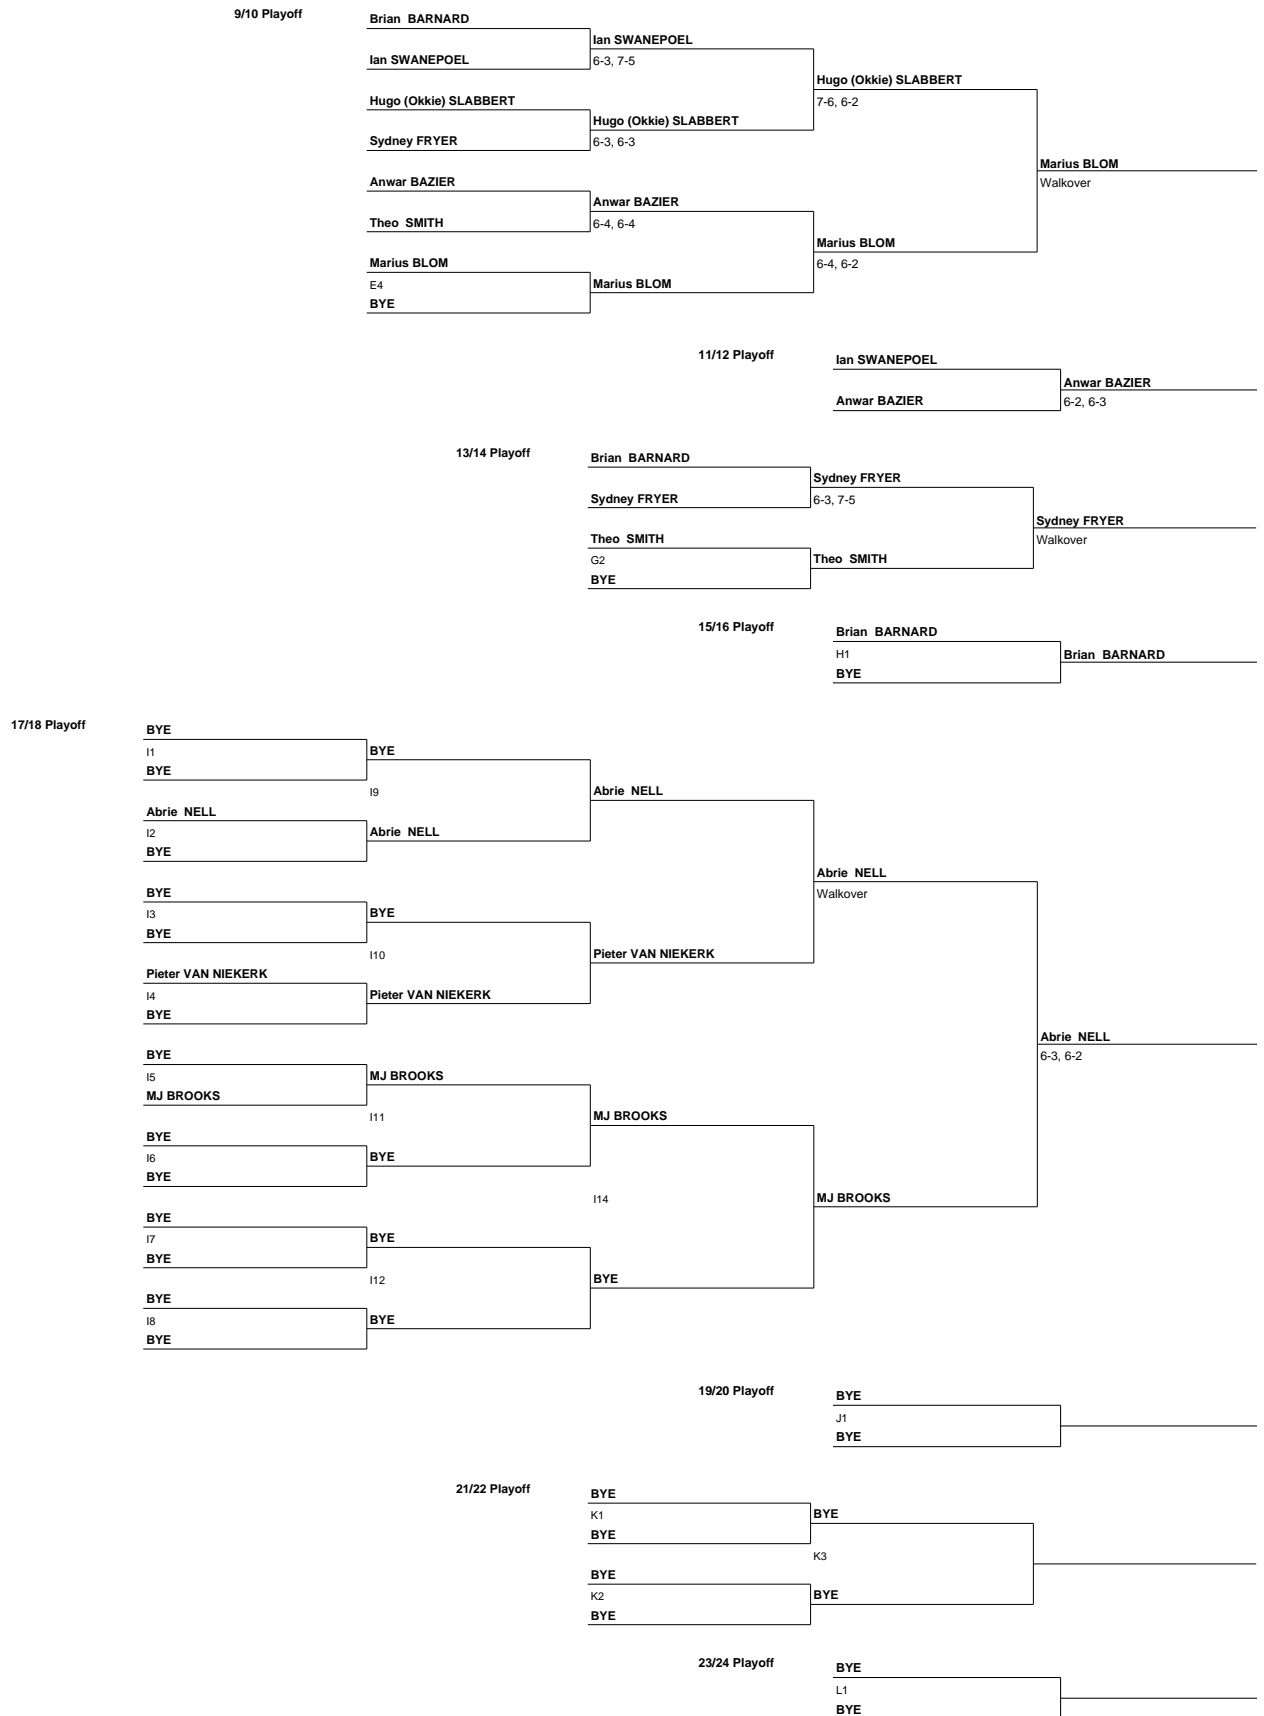 9/10 Playoff
Brian BARNARD
Ian SWANEPOEL
Ian SWANEPOEL
6-3, 7-5
Hugo (Okkie) SLABBERT
7-6, 6-2
Hugo (Okkie) SLABBERT
Hugo (Okkie) SLABBERT
Sydney FRYER
6-3, 6-3
Marius BLOM
Walkover
Anwar BAZIER
Anwar BAZIER
Theo SMITH
6-4, 6-4
Marius BLOM
6-4, 6-2
Marius BLOM
E4
Marius BLOM
BYE
11/12 Playoff
Ian SWANEPOEL
Anwar BAZIER
Anwar BAZIER
6-2, 6-3
13/14 Playoff
Brian BARNARD
Sydney FRYER
Sydney FRYER
6-3, 7-5
Sydney FRYER
Walkover
Theo SMITH
G2
Theo SMITH
BYE
15/16 Playoff
Brian BARNARD
H1
Brian BARNARD
BYE
17/18 Playoff
BYE
I1
BYE
BYE
I9
Abrie NELL
Abrie NELL
I2
Abrie NELL
BYE
Abrie NELL
Walkover
BYE
I3
BYE
BYE
I10
Pieter VAN NIEKERK
Pieter VAN NIEKERK
I4
Pieter VAN NIEKERK
BYE
Abrie NELL
6-3, 6-2
BYE
I5
MJ BROOKS
MJ BROOKS
I11
MJ BROOKS
BYE
I6
BYE
BYE
I14
MJ BROOKS
BYE
I7
BYE
BYE
I12
BYE
BYE
I8
BYE
BYE
19/20 Playoff
BYE
J1
BYE
21/22 Playoff
BYE
K1
BYE
BYE
K3
BYE
K2
BYE
BYE
23/24 Playoff
BYE
L1
BYE